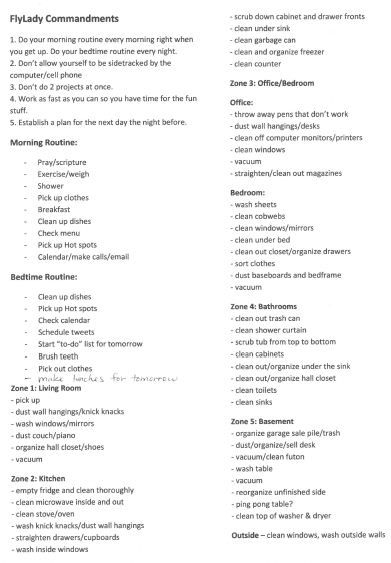 FlyLady Commandments
1. Do your morning routine every morning right when
you get up. Do your bedtime routine every night.
2. Don't allow yourself to be sidetracked by the
computer/cell phone
3. Don't do 2 projects at once.
4. Work as fast as you can so you have time for the fun
stuff.
5. Establish a plan for the next day the night before.
Morning Routine:
- Pray/scripture
- Exercise/weigh
- Shower
- Pick up clothes
- Breakfast
- Clean up dishes
- Check menu
- Pick up Hot spots
- Calendar/make calls/email
Bedtime Routine:
- Clean up dishes
- Pick up Hot spots
- Check calendar
- Schedule tweets
- Start "to-do" list for tomorrow
- Brush teeth
- Pick out clothes
- make lunches for tomorrow
Zone 1: Living Room
- pick up
- dust wall hangings/knick knacks
- wash windows/mirrors
- dust couch/piano
- organize hall closet/shoes
- vacuum
Zone 2: Kitchen
- empty fridge and clean thoroughly
- clean microwave inside and out
- clean stove/oven
- wash knick knacks/dust wall hangings
- straighten drawers/cupboards
- wash inside windows
- scrub down cabinet and drawer fronts
- clean under sink
- clean garbage can
- clean and organize freezer
- clean counter
Zone 3: Office/Bedroom
Office:
- throw away pens that don't work
- dust wall hangings/desks
- clean off computer monitors/printers
- clean windows
- vacuum
- straighten/clean out magazines
Bedroom:
- wash sheets
- clean cobwebs
- clean windows/mirrors
- clean under bed
- clean out closet/organize drawers
- sort clothes
- dust baseboards and bedframe
- vacuum
Zone 4: Bathrooms
- clean out trash can
- clean shower curtain
- scrub tub from top to bottom
- clean cabinets
- clean out/organize under the sink
- clean out/organize hall closet
- clean toilets
- clean sinks
Zone 5: Basement
- organize garage sale pile/trash
- dust/organize/sell desk
- vacuum/clean futon
- wash table
- vacuum
- reorganize unfinished side
- ping pong table?
- clean top of washer & dryer
Outside – clean windows, wash outside walls